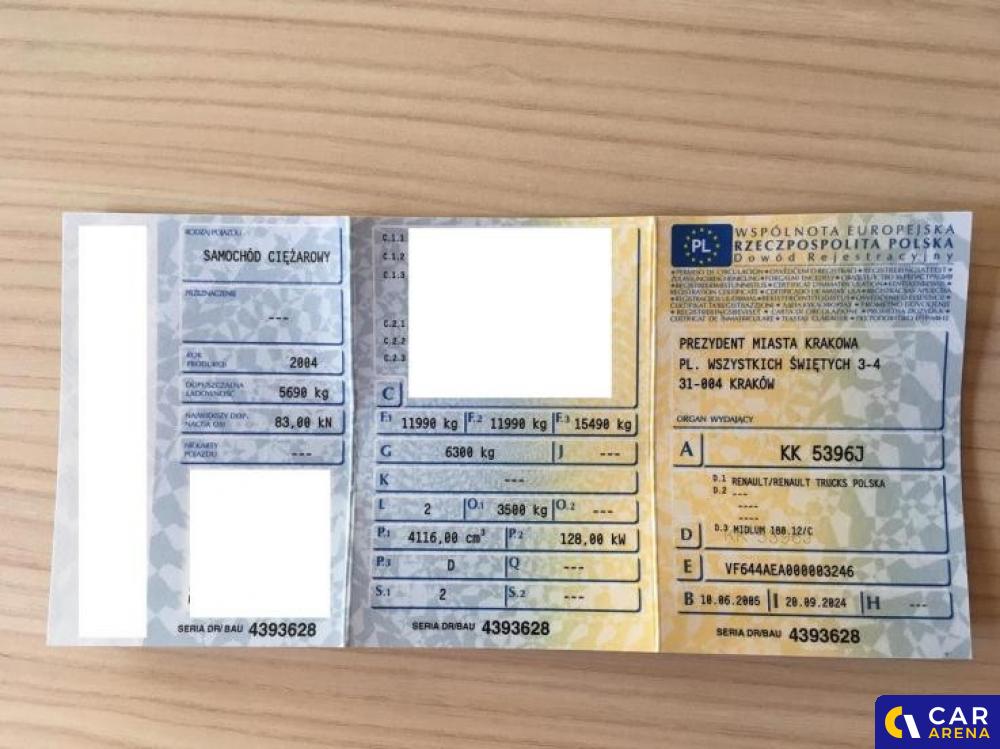 RODZAJ POJAZDU
SAMOCHÓD CIĘŻAROWY
PRZEZNACZENIE
---
ROK PRODUKCJI 2004
DOPUSZCZALNA ŁADOWNOŚĆ 5690 kg
NAJWIĘKSZY DOP. NACISK OSI 83,00 kN
NR KARTY POJAZDU ---
SERIA DR/BAU 4393628
C.1.1
C.1.2
C.1.3
C.2.1
C.2.2
C.2.3
C
F.1 11990 kg F.2 11990 kg F.3 15490 kg
G 6300 kg J ---
K ---
L 2 O.1 3500 kg O.2 ---
P.1 4116,00 cm³ P.2 128,00 kW
P.3 D Q ---
S.1 2 S.2 ---
SERIA DR/BAU 4393628
PL
WSPÓLNOTA EUROPEJSKA
RZECZPOSPOLITA POLSKA
Dowód Rejestracyjny
PREZYDENT MIASTA KRAKOWA
PL. WSZYSTKICH ŚWIĘTYCH 3-4
31-004 KRAKÓW
ORGAN WYDAJĄCY
A KK 5396J
D.1 RENAULT/RENAULT TRUCKS POLSKA
D.2 ---
----
----
D D.3 MIDLUM 180.12/C
E VF644AEA000003246
B 10.06.2005 I 20.09.2024 H ---
SERIA DR/BAU 4393628
CAR
ARENA